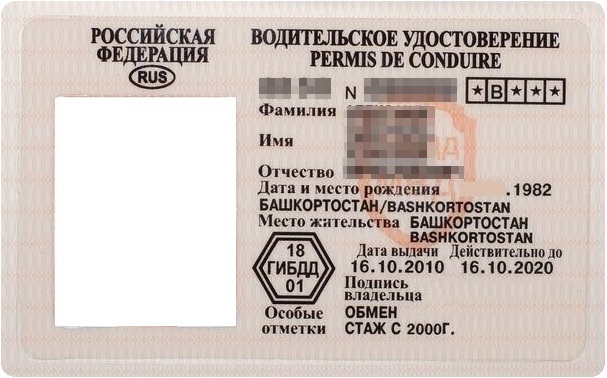 РОССИЙСКАЯ
ФЕДЕРАЦИЯ
RUS
ВОДИТЕЛЬСКОЕ УДОСТОВЕРЕНИЕ
PERMIS DE CONDUIRE
N ★ B ★ ★ ★
Фамилия
Имя
Отчество
Дата и место рождения .1982
БАШКОРТОСТАН/BASHKORTOSTAN
Место жительства БАШКОРТОСТАН
BASHKORTOSTAN
18
ГИБДД
01
Дата выдачи Действительно до
16.10.2010 16.10.2020
Подпись
владельца
Особые
отметки
ОБМЕН
СТАЖ С 2000Г.